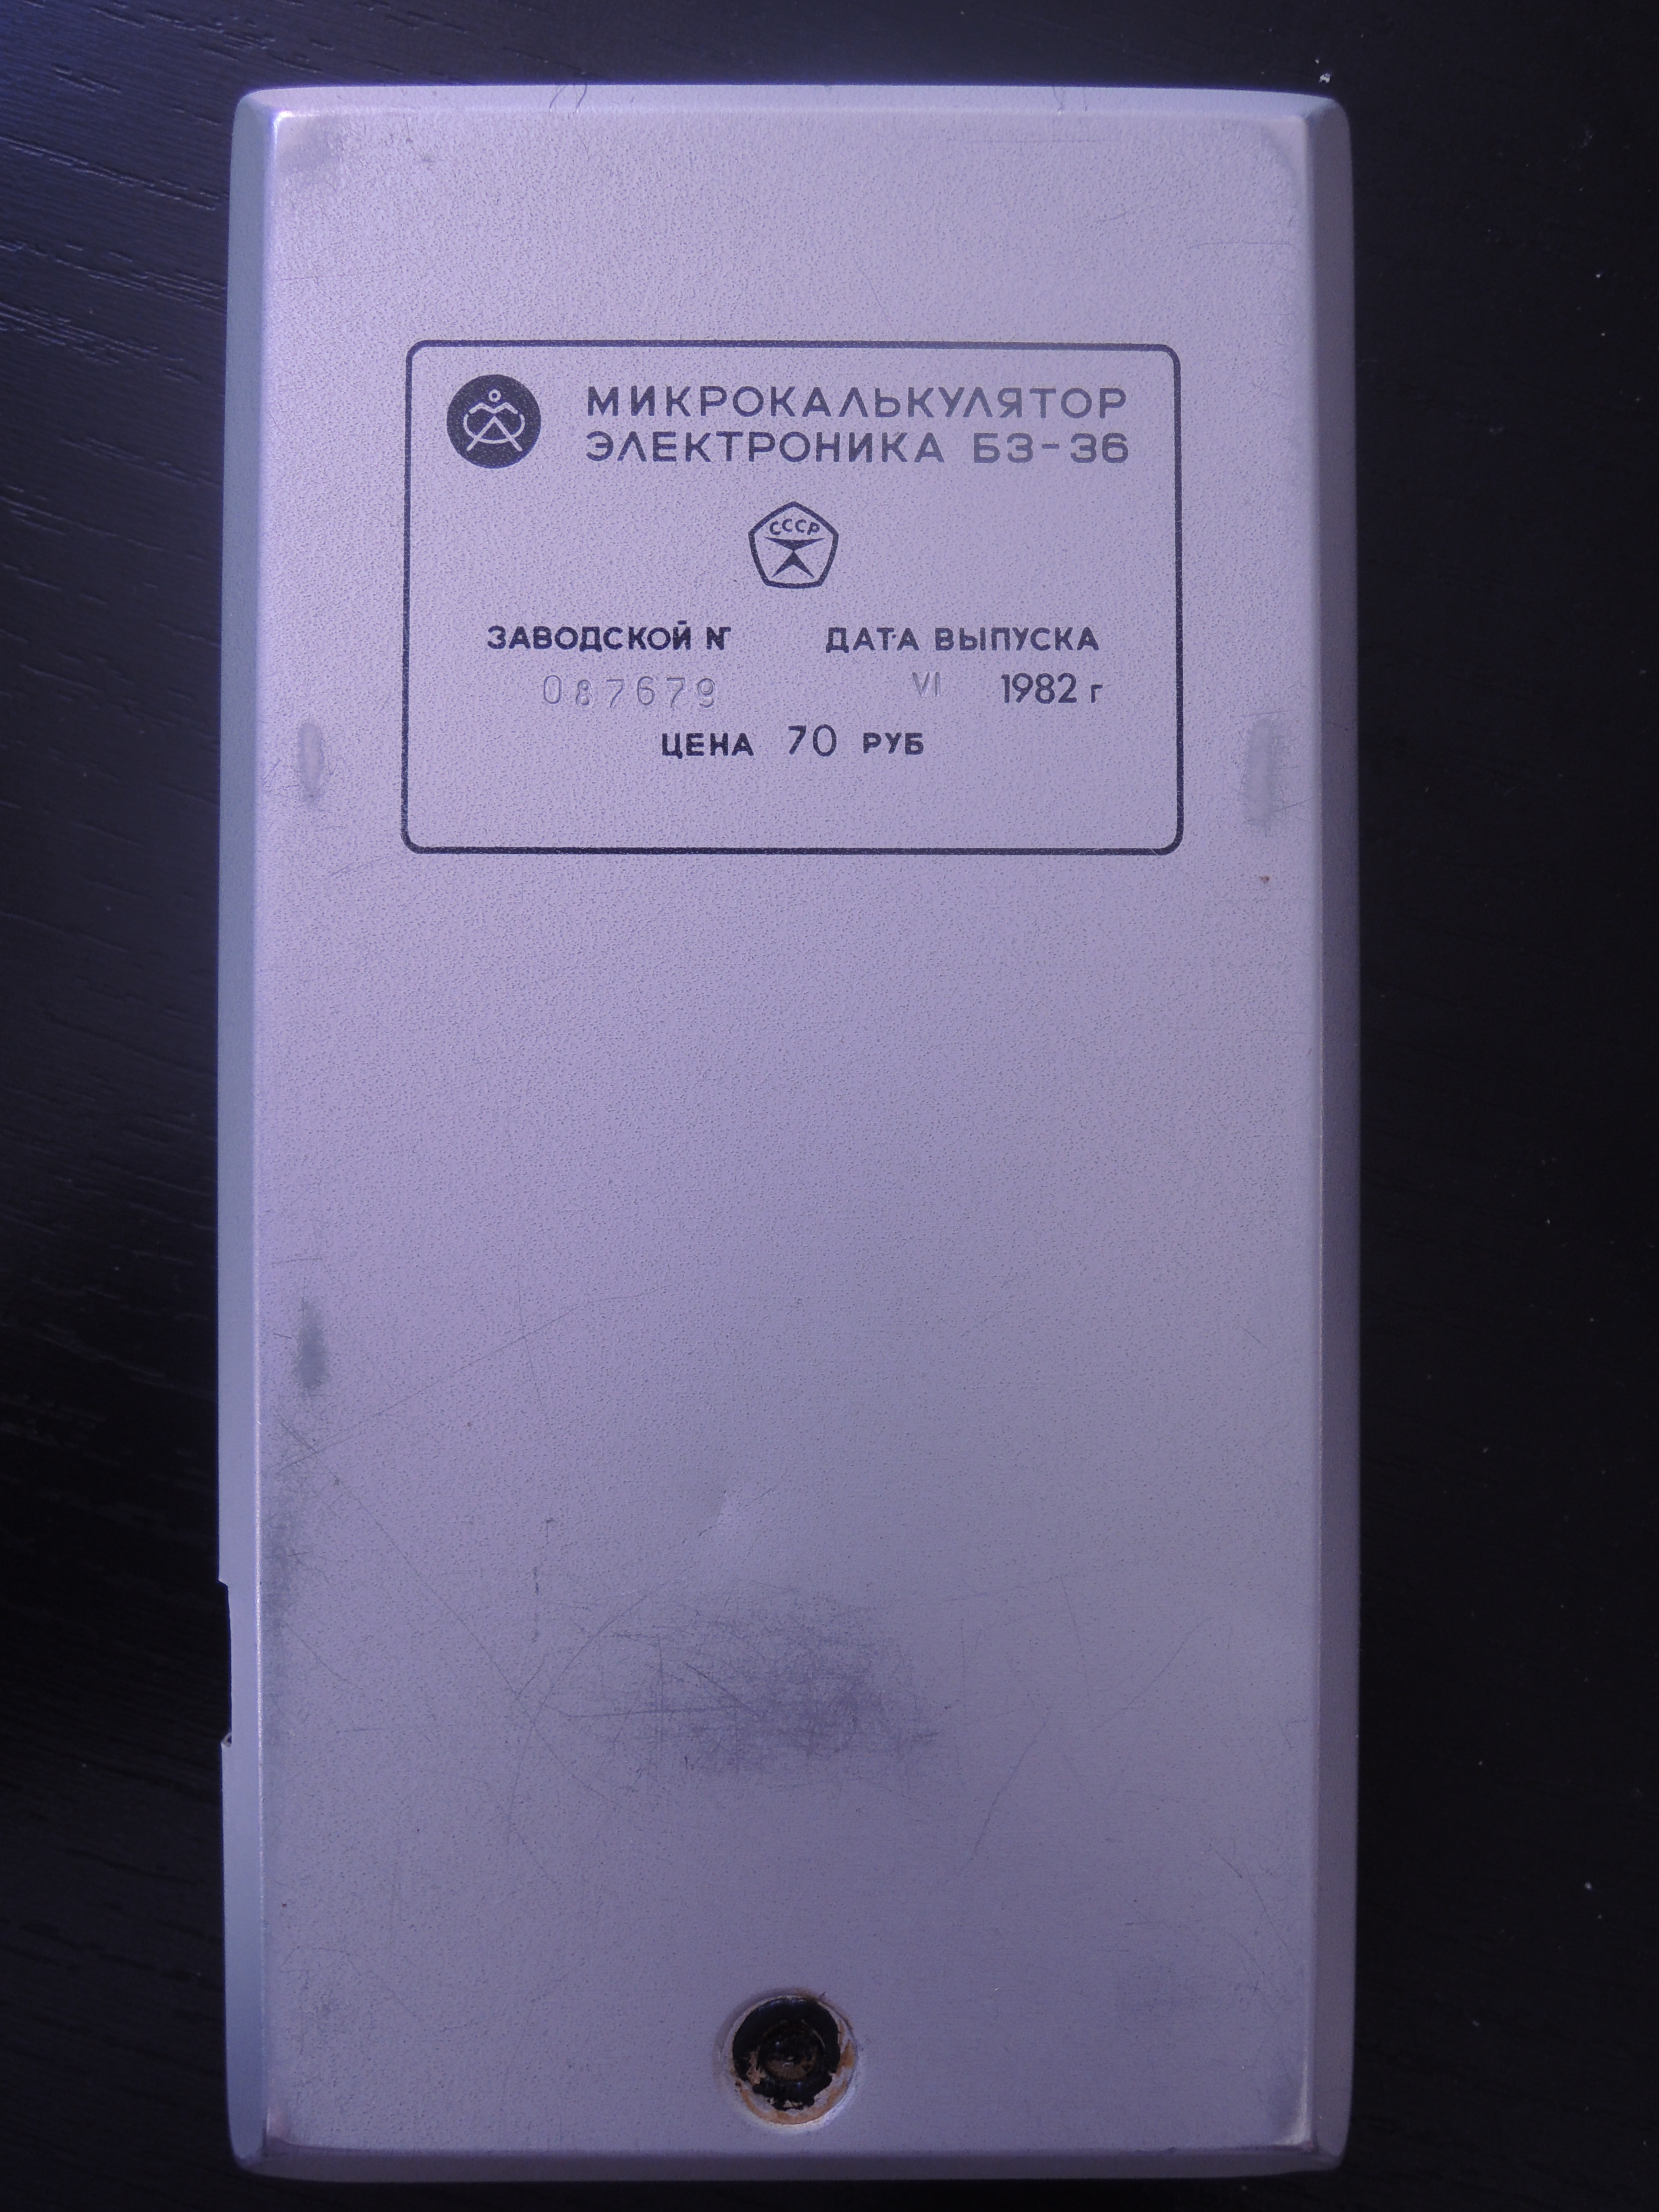 МИКРОКАЛЬКУЛЯТОР
ЭЛЕКТРОНИКА Б3-36
СССР
ЗАВОДСКОЙ № ДАТА ВЫПУСКА
087679 VI 1982 г
ЦЕНА 70 РУБ